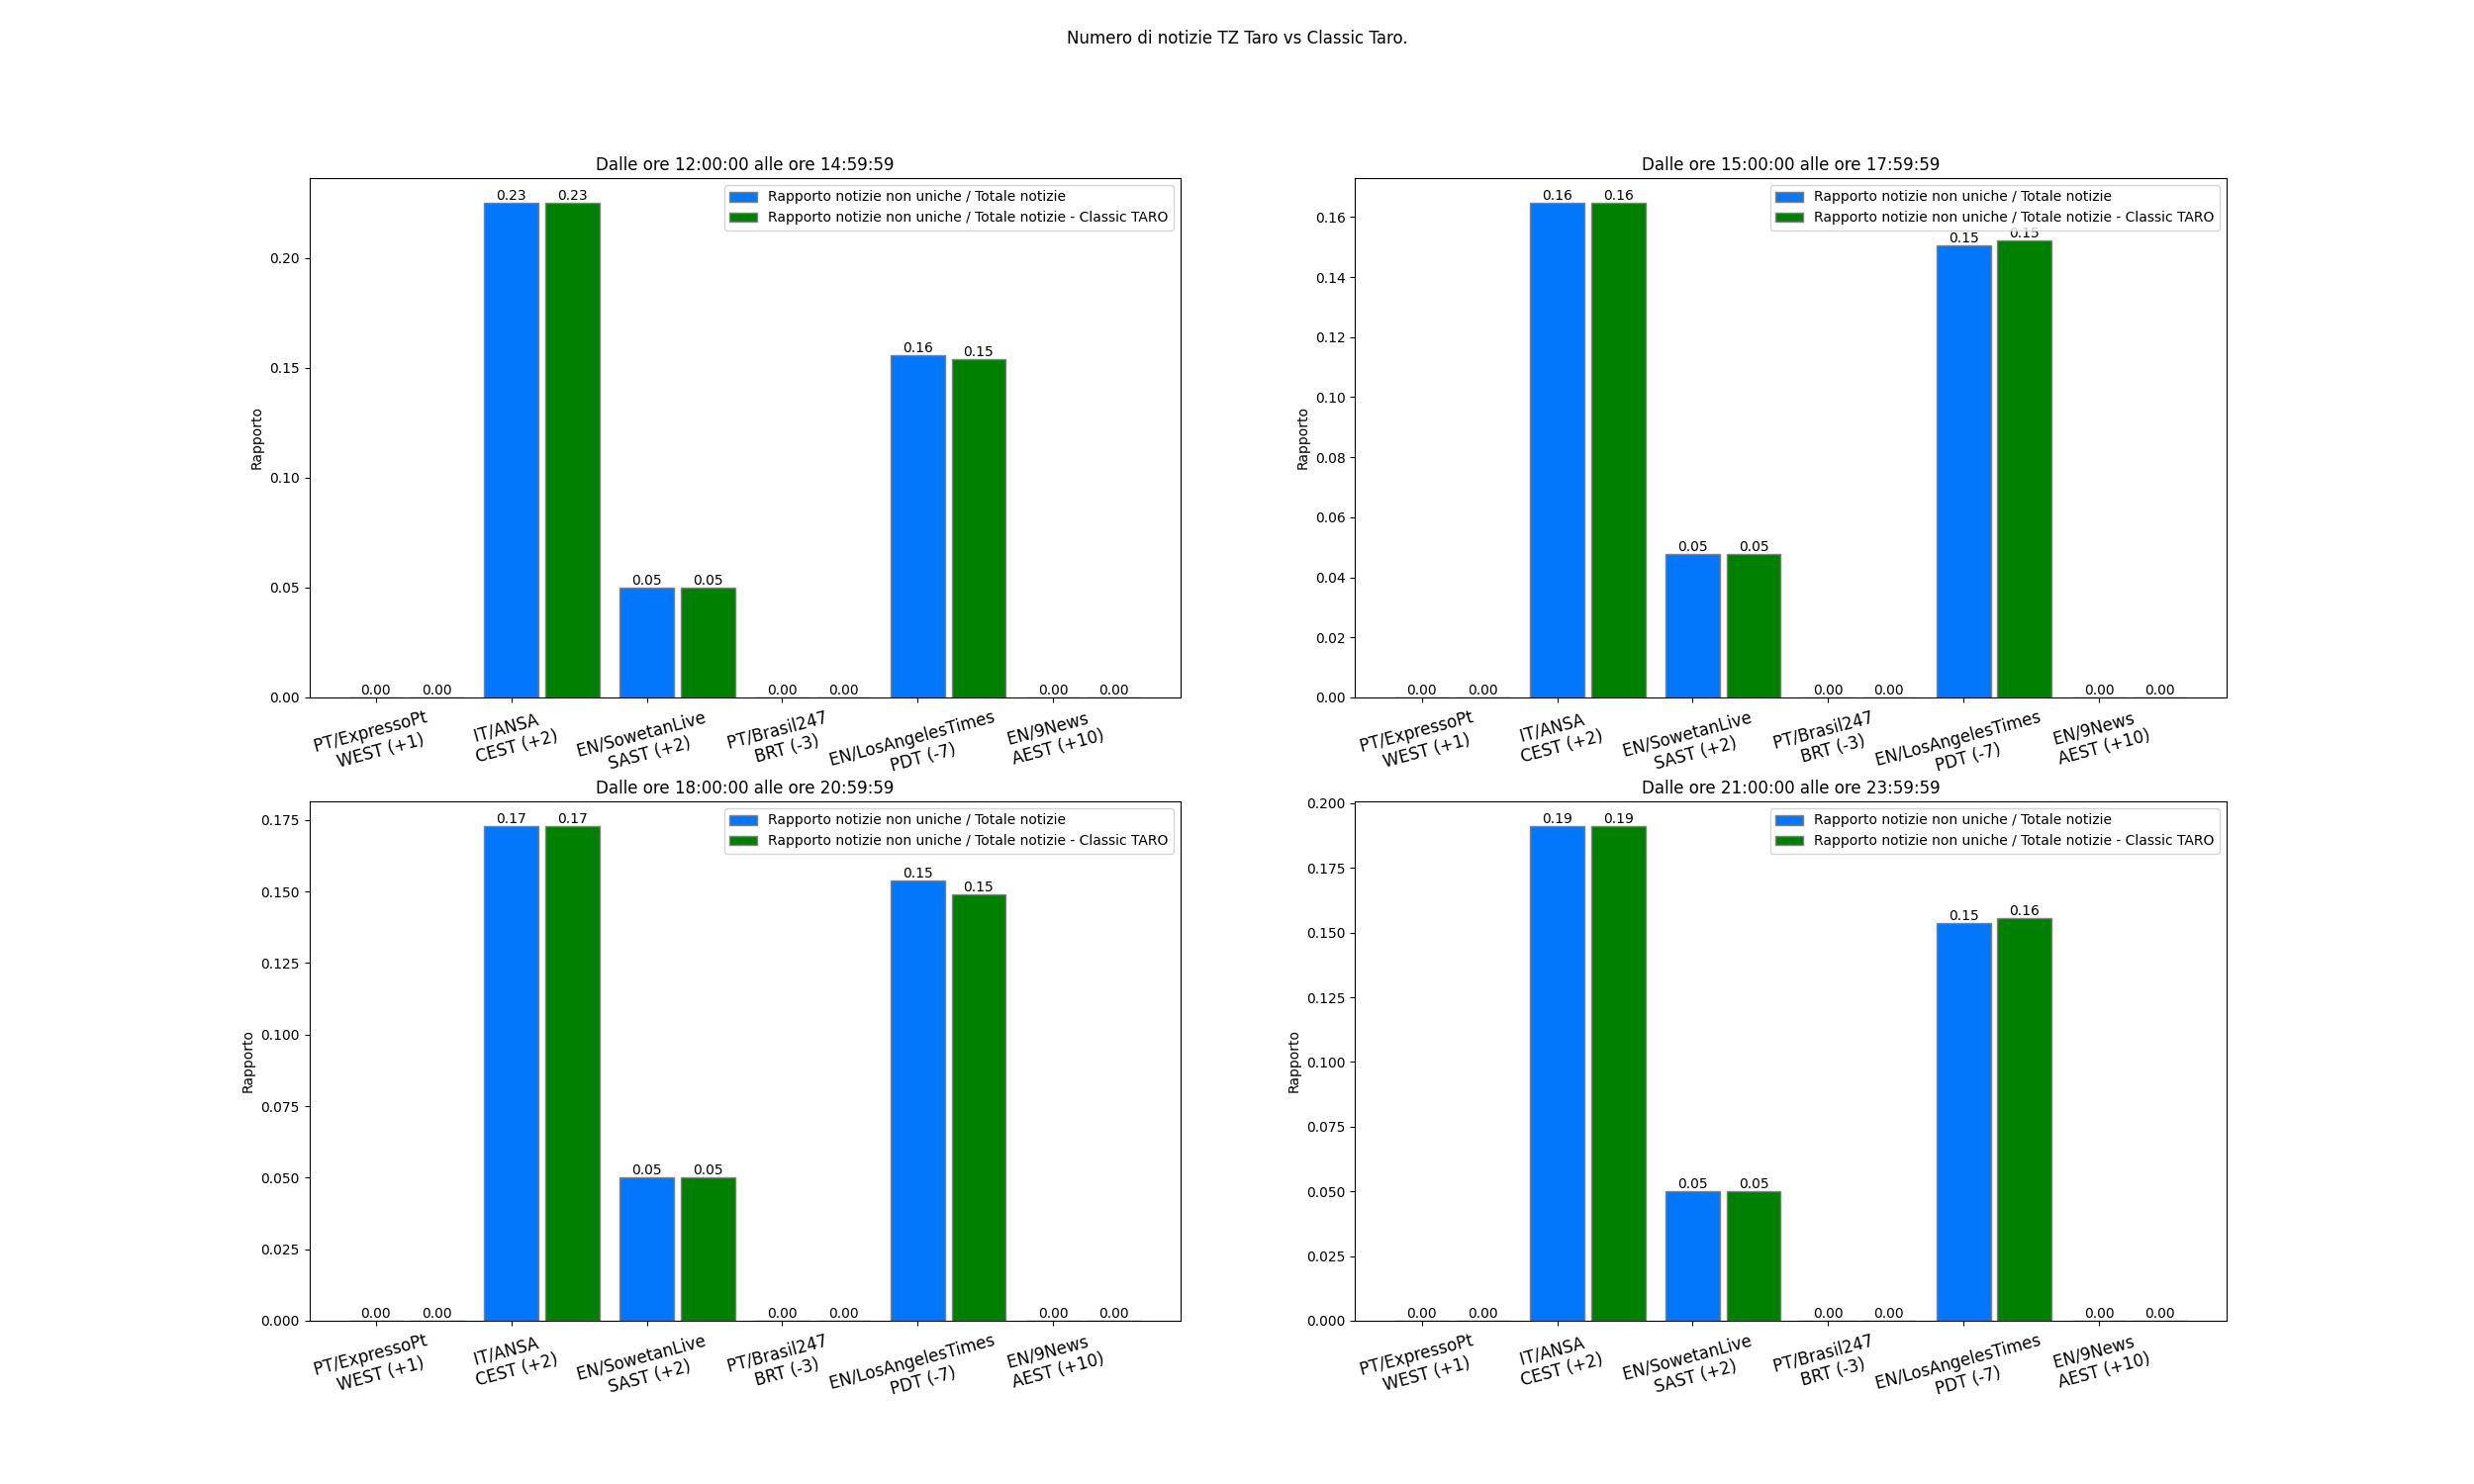 Numero di notizie TZ Taro vs Classic Taro.
Dalle ore 12:00:00 alle ore 14:59:59
Rapporto notizie non uniche / Totale notizie
Rapporto notizie non uniche / Totale notizie - Classic TARO
Rapporto
0.20
0.15
0.10
0.05
0.00
0.00 0.00 0.23 0.23 0.05 0.05 0.00 0.00 0.16 0.15 0.00 0.00
PT/ExpressoPt
WEST (+1)
IT/ANSA
CEST (+2)
EN/SowetanLive
SAST (+2)
PT/Brasil247
BRT (-3)
EN/LosAngelesTimes
PDT (-7)
EN/9News
AEST (+10)
Dalle ore 15:00:00 alle ore 17:59:59
Rapporto notizie non uniche / Totale notizie
Rapporto notizie non uniche / Totale notizie - Classic TARO
Rapporto
0.16
0.14
0.12
0.10
0.08
0.06
0.04
0.02
0.00
0.00 0.00 0.16 0.16 0.05 0.05 0.00 0.00 0.15 0.15 0.00 0.00
PT/ExpressoPt
WEST (+1)
IT/ANSA
CEST (+2)
EN/SowetanLive
SAST (+2)
PT/Brasil247
BRT (-3)
EN/LosAngelesTimes
PDT (-7)
EN/9News
AEST (+10)
Dalle ore 18:00:00 alle ore 20:59:59
Rapporto notizie non uniche / Totale notizie
Rapporto notizie non uniche / Totale notizie - Classic TARO
Rapporto
0.175
0.150
0.125
0.100
0.075
0.050
0.025
0.000
0.00 0.00 0.17 0.17 0.05 0.05 0.00 0.00 0.15 0.15 0.00 0.00
PT/ExpressoPt
WEST (+1)
IT/ANSA
CEST (+2)
EN/SowetanLive
SAST (+2)
PT/Brasil247
BRT (-3)
EN/LosAngelesTimes
PDT (-7)
EN/9News
AEST (+10)
Dalle ore 21:00:00 alle ore 23:59:59
Rapporto notizie non uniche / Totale notizie
Rapporto notizie non uniche / Totale notizie - Classic TARO
Rapporto
0.200
0.175
0.150
0.125
0.100
0.075
0.050
0.025
0.000
0.00 0.00 0.19 0.19 0.05 0.05 0.00 0.00 0.15 0.16 0.00 0.00
PT/ExpressoPt
WEST (+1)
IT/ANSA
CEST (+2)
EN/SowetanLive
SAST (+2)
PT/Brasil247
BRT (-3)
EN/LosAngelesTimes
PDT (-7)
EN/9News
AEST (+10)